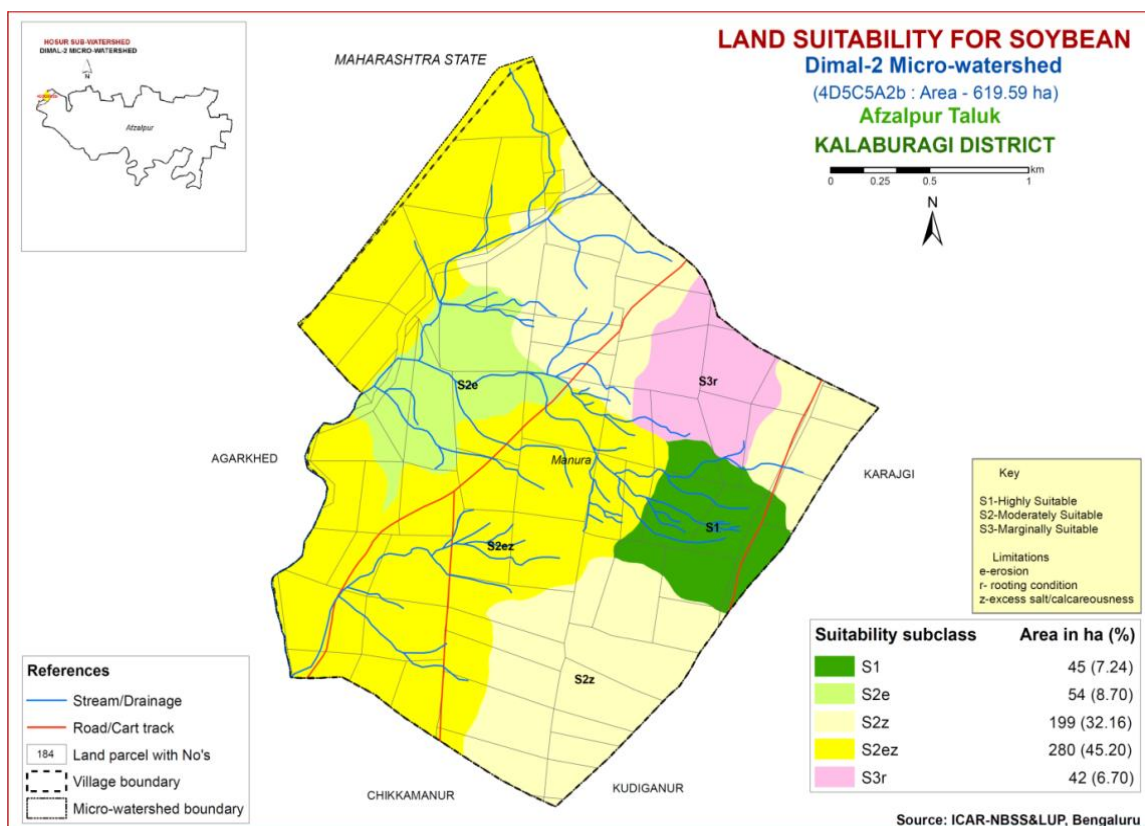 HOSUR SUB-WATERSHED
DIMAL-2 MICRO-WATERSHED
N
Afzalpur
MAHARASHTRA STATE
LAND SUITABILITY FOR SOYBEAN
Dimal-2 Micro-watershed
(4D5C5A2b : Area - 619.59 ha)
Afzalpur Taluk
KALABURAGI DISTRICT
km
0 0.25 0.5 1
N
S3r
S2e
AGARKHED
Manura
KARAJGI
S1
S2ez
S2z
CHIKKAMANUR
KUDIGANUR
Key
S1-Highly Suitable
S2-Moderately Suitable
S3-Marginally Suitable
Limitations
e-erosion
r- rooting condition
z-excess salt/calcareousness
References
Stream/Drainage
Road/Cart track
184 Land parcel with No's
Village boundary
Micro-watershed boundary
Suitability subclass Area in ha (%)
S1 45 (7.24)
S2e 54 (8.70)
S2z 199 (32.16)
S2ez 280 (45.20)
S3r 42 (6.70)
Source: ICAR-NBSS&LUP, Bengaluru